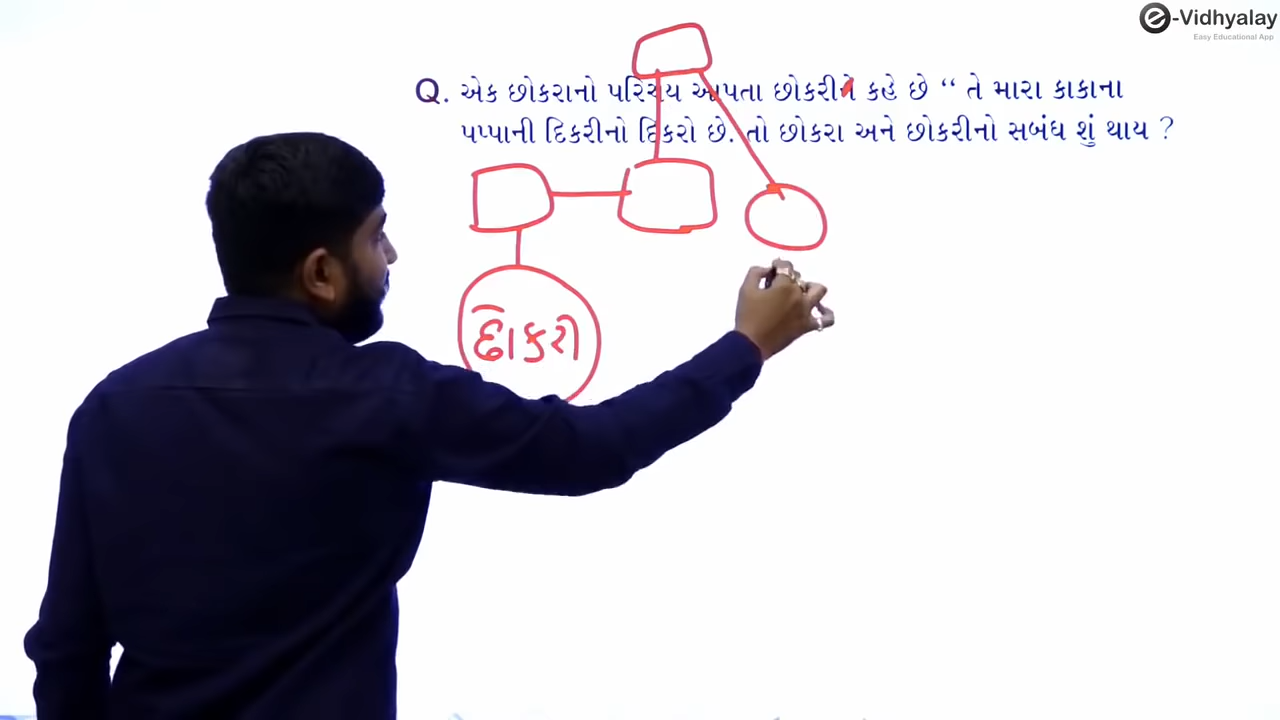 e-Vidhyalay
Easy Educational App
Q. એક છોકરાનો પરિચય આપતા છોકરીને કહે છે “ તે મારા કાકાના
પપ્પાની દિકરીનો દિકરો છે. તો છોકરા અને છોકરીનો સબંધ શું થાય ?
છોકરી